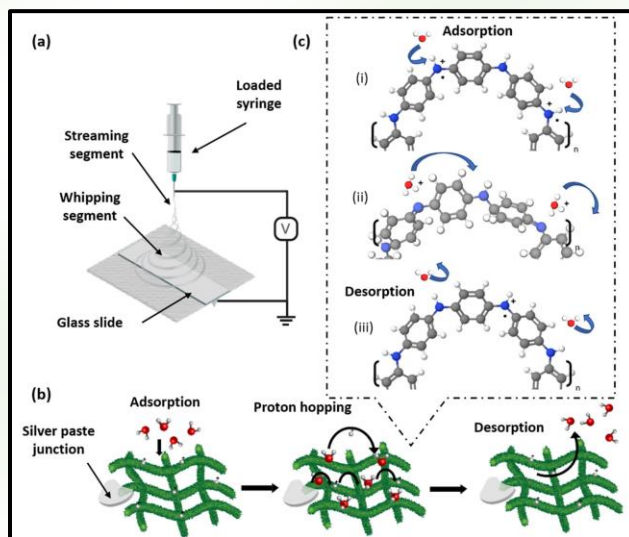 (a)
Loaded
syringe
Streaming
segment
Whipping
segment
V
Glass slide
(c)
Adsorption
(i)
+
•
+
•
n
(ii)
+
+
n
Desorption
(iii)
+
•
n
(b)
Adsorption
Silver paste
junction
Proton hopping
Desorption